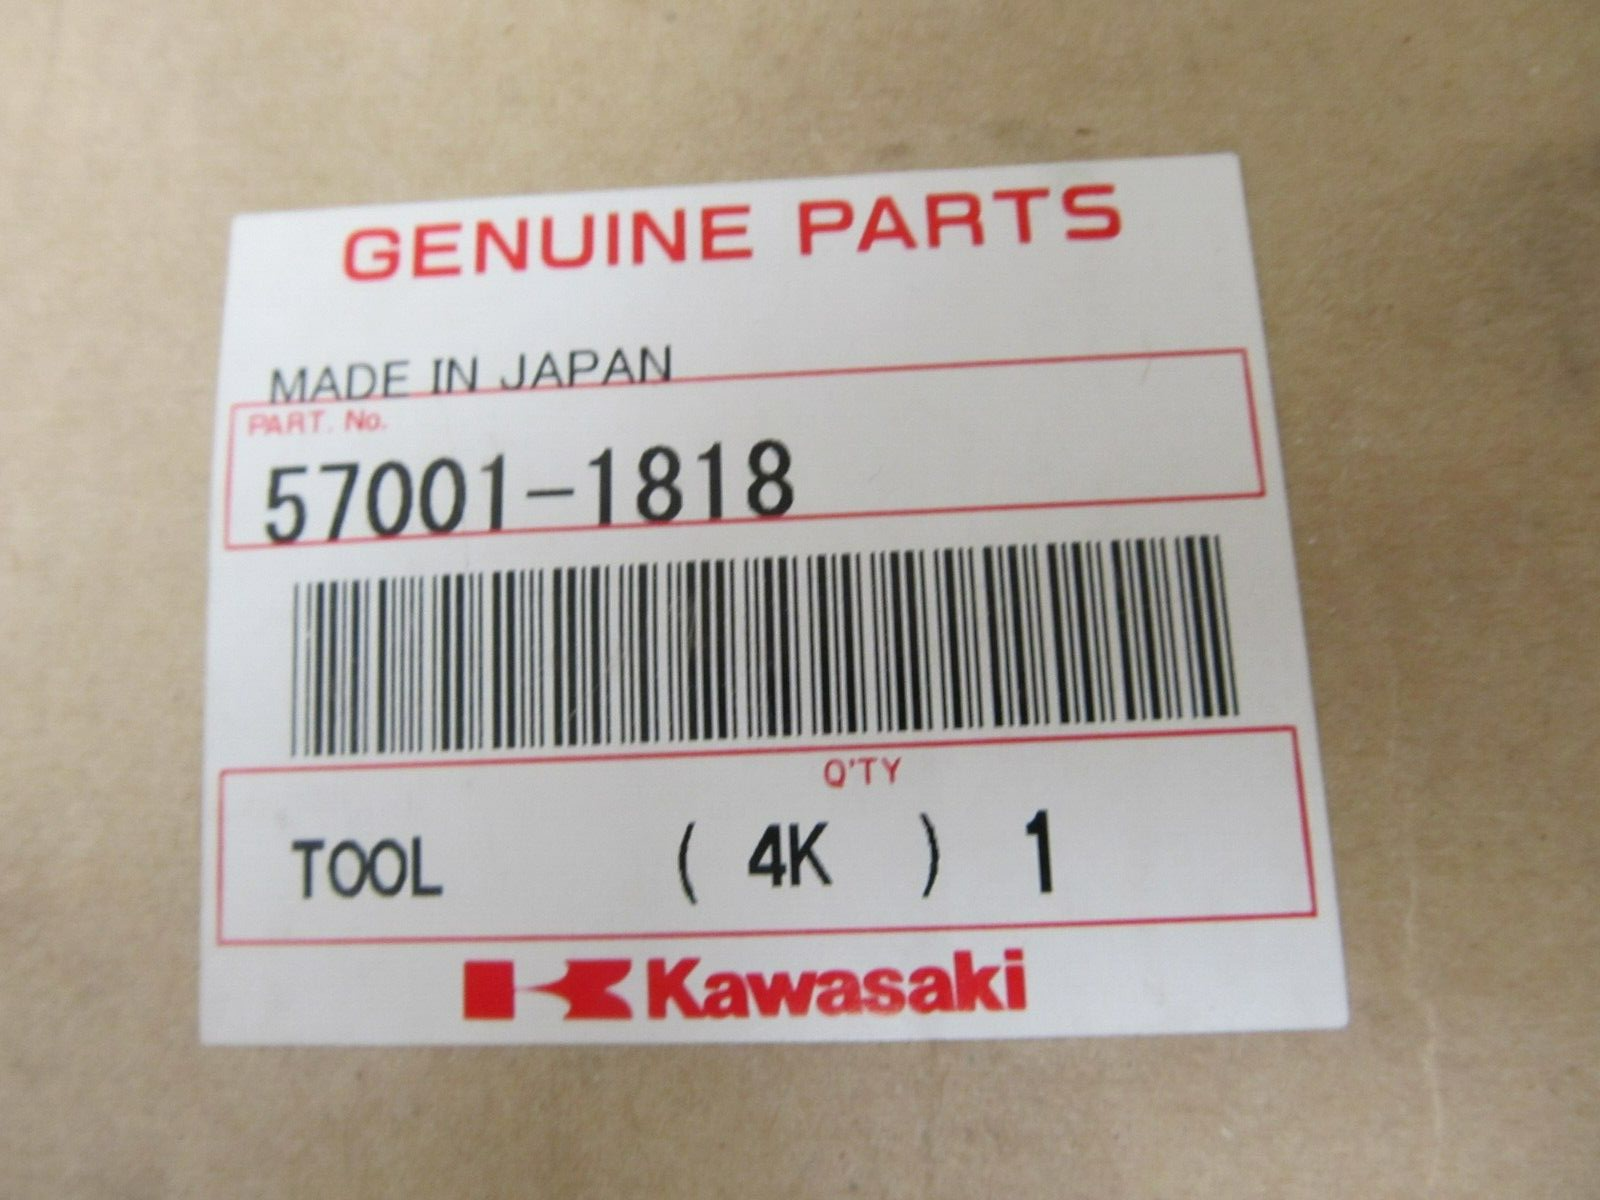 GENUINE PARTS
MADE IN JAPAN
PART. No.
57001-1818
Q'TY
TOOL ( 4K ) 1
Kawasaki